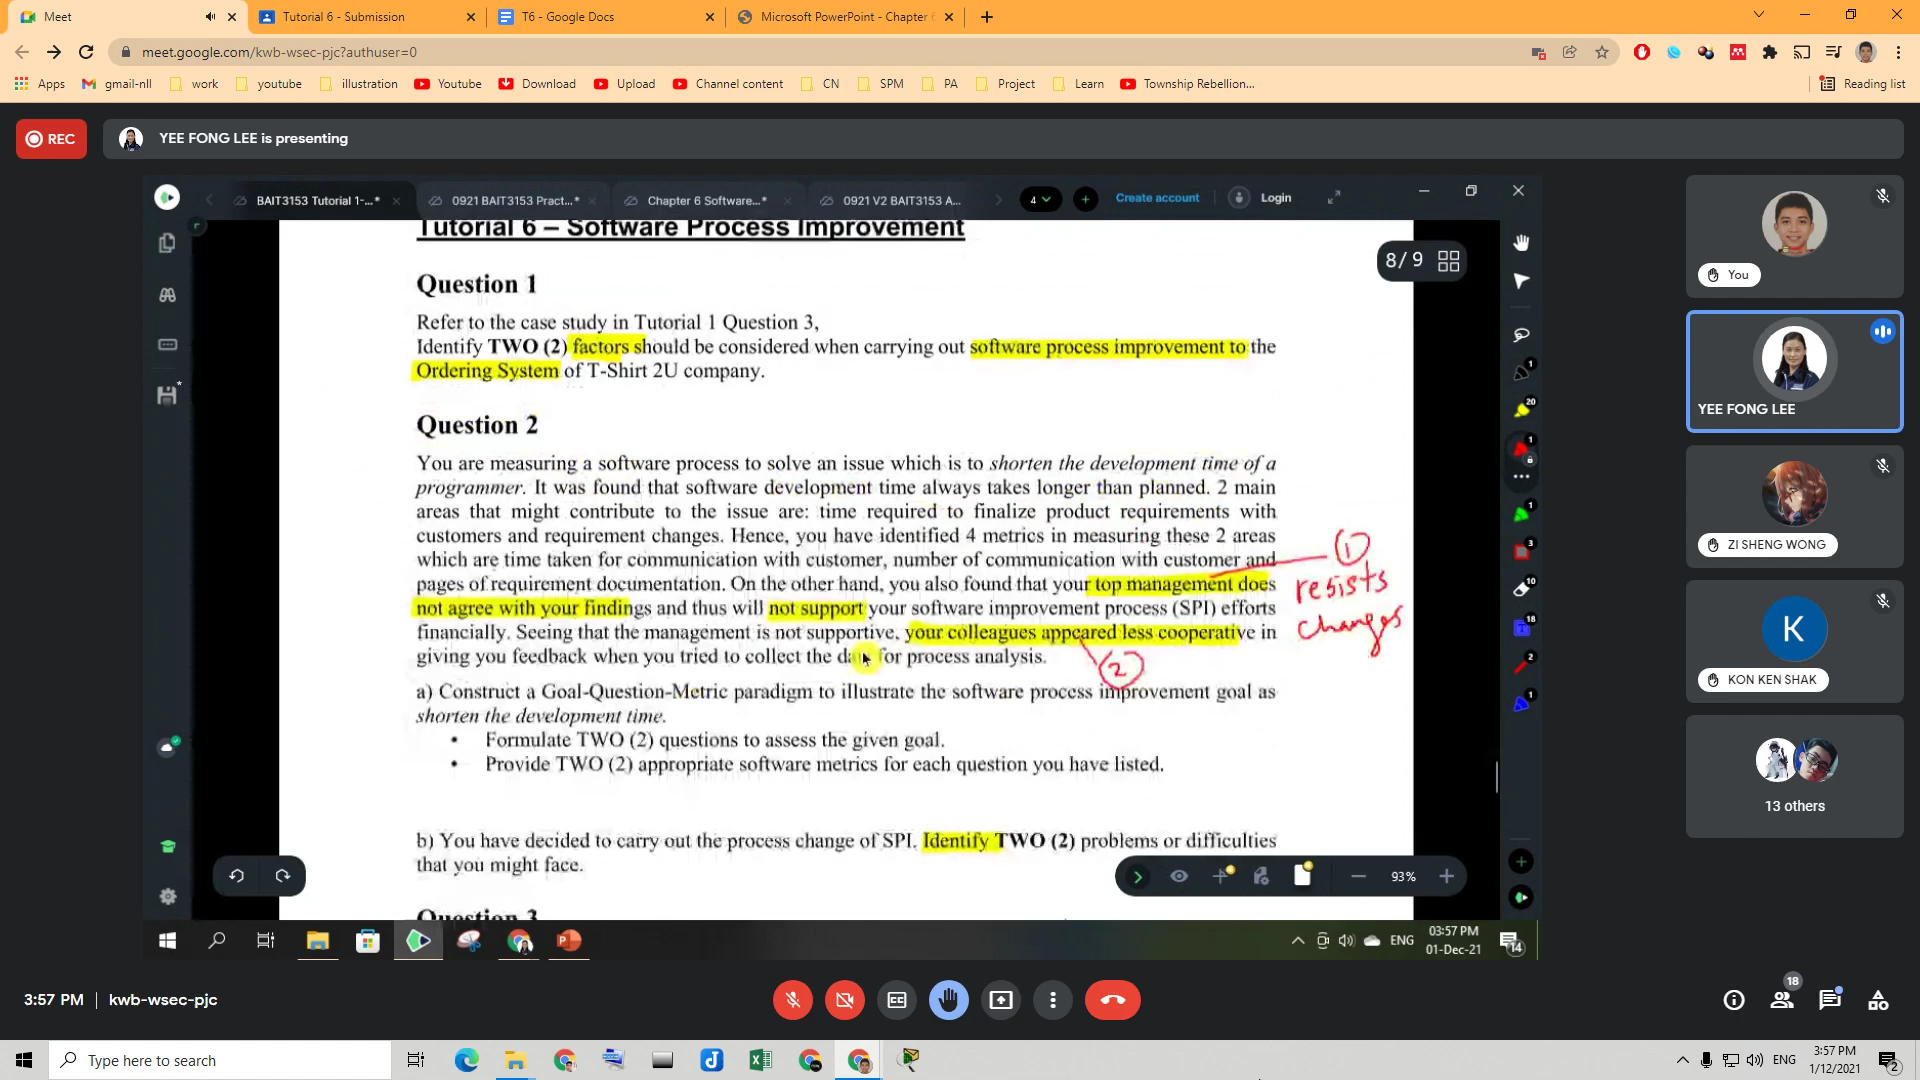 Meet
Tutorial 6 - Submission
T6 - Google Docs
Microsoft PowerPoint - Chapter
meet.google.com/kwb-wsec-pjc?authuser=0
Apps
gmail-nll
work
youtube
illustration
Youtube
Download
Upload
Channel content
CN
SPM
PA
Project
Learn
Township Rebellion...
Reading list
REC
YEE FONG LEE is presenting
BAIT3153 Tutorial 1-...*
0921 BAIT3153 Pract...*
Chapter 6 Software...*
0921 V2 BAIT3153 A...
4
Create account
Login
Tutorial 6 – Software Process Improvement
8/9
Question 1
Refer to the case study in Tutorial 1 Question 3,
Identify TWO (2) factors should be considered when carrying out software process improvement to the
Ordering System of T-Shirt 2U company.
Question 2
You are measuring a software process to solve an issue which is to shorten the development time of a
programmer. It was found that software development time always takes longer than planned. 2 main
areas that might contribute to the issue are: time required to finalize product requirements with
customers and requirement changes. Hence, you have identified 4 metrics in measuring these 2 areas
which are time taken for communication with customer, number of communication with customer and
pages of requirement documentation. On the other hand, you also found that your top management does
not agree with your findings and thus will not support your software improvement process (SPI) efforts
financially. Seeing that the management is not supportive, your colleagues appeared less cooperative in
giving you feedback when you tried to collect the data for process analysis.
1
resists
changes
2
a) Construct a Goal-Question-Metric paradigm to illustrate the software process improvement goal as
shorten the development time.
• Formulate TWO (2) questions to assess the given goal.
• Provide TWO (2) appropriate software metrics for each question you have listed.
b) You have decided to carry out the process change of SPI. Identify TWO (2) problems or difficulties
that you might face.
Question 3
93%
1
20
1
1
3
10
18
2
1
ENG
03:57 PM
01-Dec-21
14
You
YEE FONG LEE
ZI SHENG WONG
K
KON KEN SHAK
13 others
3:57 PM | kwb-wsec-pjc
18
Type here to search
ENG
3:57 PM
1/12/2021
2